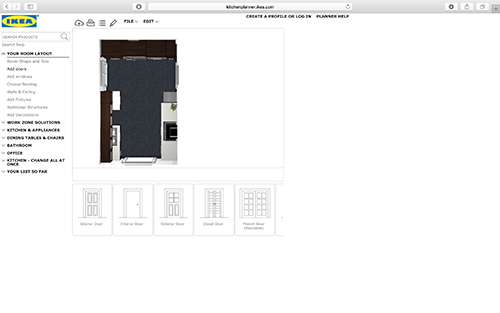 kitchenplanner.ikea.com
IKEA
FILE
EDIT
CREATE A PROFILE OR LOG IN
PLANNER HELP
SEARCH PRODUCTS
Search help
YOUR ROOM LAYOUT
Room Shape and Size
Add doors
Add windows
Choose flooring
Walls & Ceiling
Add Fixtures
Additional Structures
Add Decorations
WORK ZONE SOLUTIONS
KITCHEN & APPLIANCES
DINING TABLES & CHAIRS
BATHROOM
OFFICE
KITCHEN - CHANGE ALL AT
ONCE
YOUR LIST SO FAR
Interior Door
Interior Door
Exterior Door
Closet Door
French Door